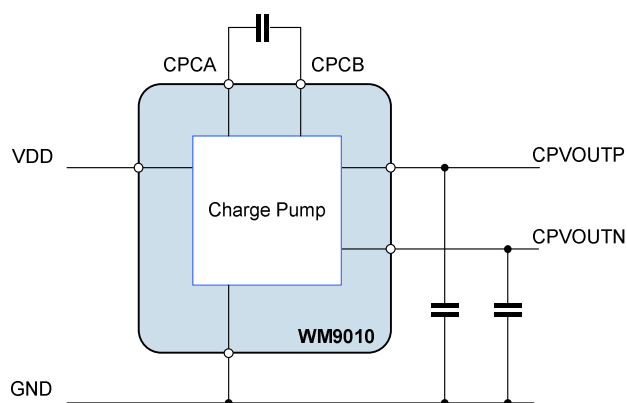 CPCA
CPCB
VDD
CPVOUTP
Charge Pump
CPVOUTN
WM9010
GND